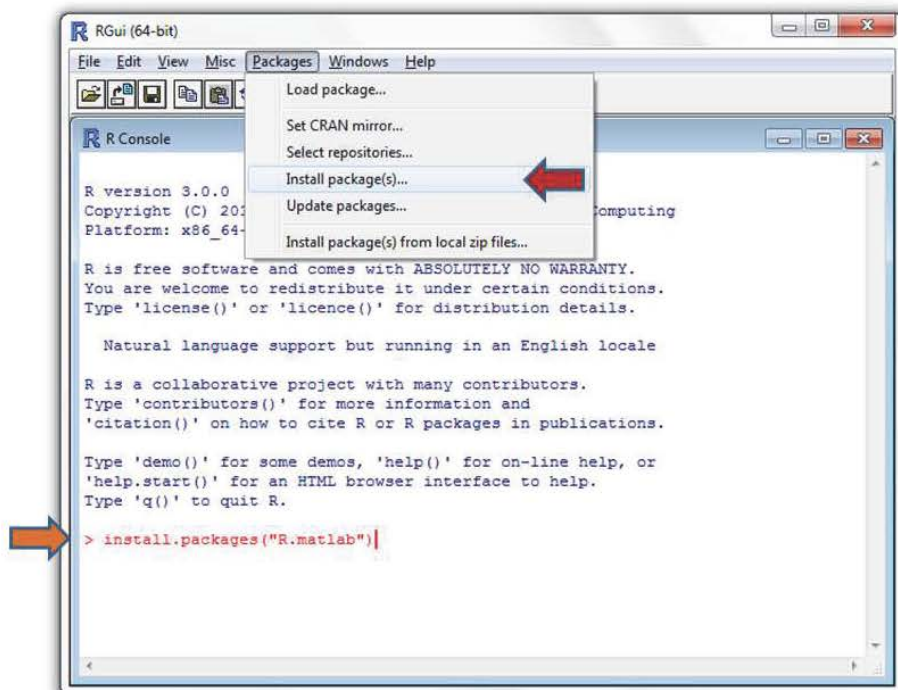 RGui (64-bit)
File Edit View Misc Packages Windows Help
Load package...
Set CRAN mirror...
Select repositories...
Install package(s)...
Update packages...
Install package(s) from local zip files...
R Console
R version 3.0.0
Copyright (C) 201 Computing
Platform: x86_64-
R is free software and comes with ABSOLUTELY NO WARRANTY.
You are welcome to redistribute it under certain conditions.
Type 'license()' or 'licence()' for distribution details.
Natural language support but running in an English locale
R is a collaborative project with many contributors.
Type 'contributors()' for more information and
'citation()' on how to cite R or R packages in publications.
Type 'demo()' for some demos, 'help()' for on-line help, or
'help.start()' for an HTML browser interface to help.
Type 'q()' to quit R.
> install.packages("R.matlab")